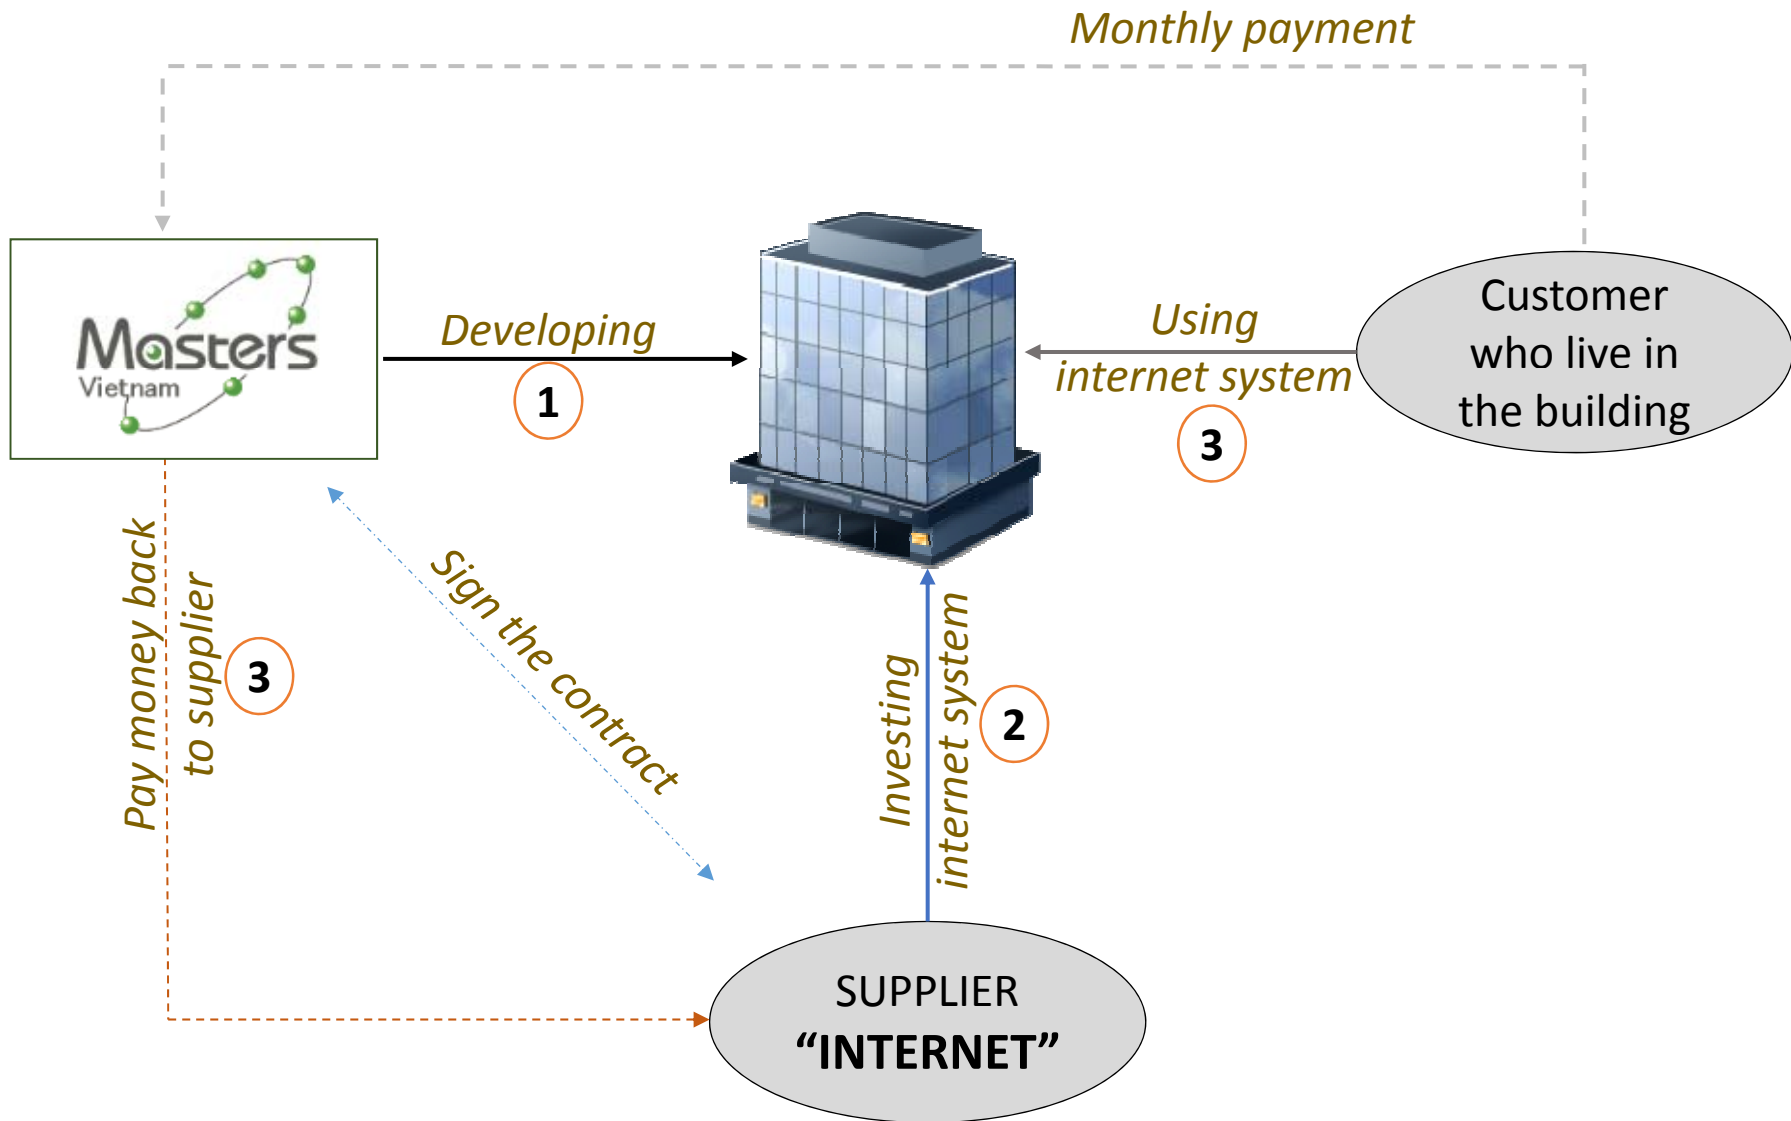 Monthly payment
Masters
Vietnam
Developing
1
Using
internet system
3
Customer
who live in
the building
Pay money back
to supplier
3
Sign the contract
Investing
internet system
2
SUPPLIER
“INTERNET”